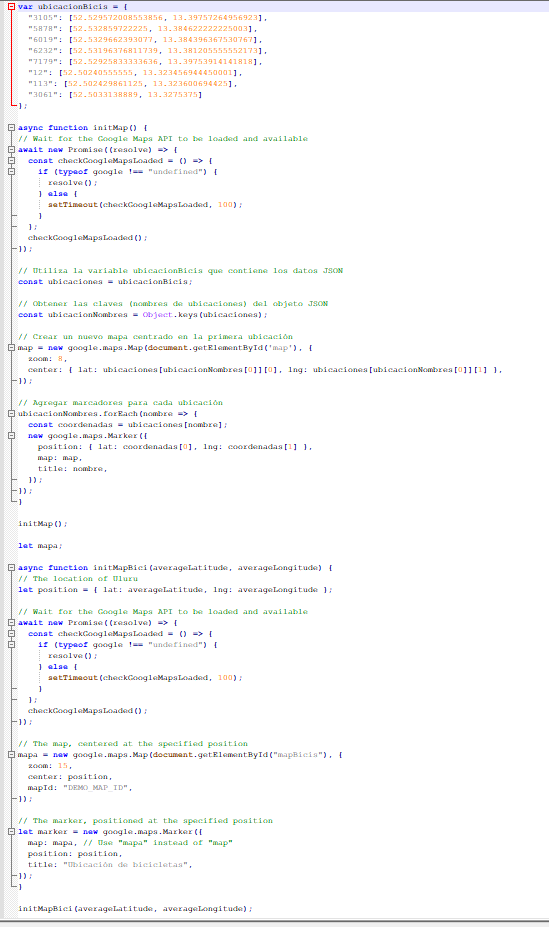 var ubicacionBicis = {
"3105": [52.529572008553856, 13.39757264956923],
"5878": [52.532859722225, 13.384622222225003],
"6019": [52.5329662393077, 13.384396367530767],
"6232": [52.53196376811739, 13.381205555552173],
"7179": [52.52925833333636, 13.39753914141818],
"12": [52.50240555555, 13.323456944450001],
"113": [52.502429861125, 13.323600694425],
"3061": [52.5033138889, 13.3275375]
};
async function initMap() {
// Wait for the Google Maps API to be loaded and available
await new Promise((resolve) => {
const checkGoogleMapsLoaded = () => {
if (typeof google !== "undefined") {
resolve();
} else {
setTimeout(checkGoogleMapsLoaded, 100);
}
};
checkGoogleMapsLoaded();
});
// Utiliza la variable ubicacionBicis que contiene los datos JSON
const ubicaciones = ubicacionBicis;
// Obtener las claves (nombres de ubicaciones) del objeto JSON
const ubicacionNombres = Object.keys(ubicaciones);
// Crear un nuevo mapa centrado en la primera ubicación
map = new google.maps.Map(document.getElementById('map'), {
zoom: 8,
center: { lat: ubicaciones[ubicacionNombres[0]][0], lng: ubicaciones[ubicacionNombres[0]][1] },
});
// Agregar marcadores para cada ubicación
ubicacionNombres.forEach(nombre => {
const coordenadas = ubicaciones[nombre];
new google.maps.Marker({
position: { lat: coordenadas[0], lng: coordenadas[1] },
map: map,
title: nombre,
});
});
}
initMap();
let mapa;
async function initMapBici(averageLatitude, averageLongitude) {
// The location of Uluru
let position = { lat: averageLatitude, lng: averageLongitude };
// Wait for the Google Maps API to be loaded and available
await new Promise((resolve) => {
const checkGoogleMapsLoaded = () => {
if (typeof google !== "undefined") {
resolve();
} else {
setTimeout(checkGoogleMapsLoaded, 100);
}
};
checkGoogleMapsLoaded();
});
// The map, centered at the specified position
mapa = new google.maps.Map(document.getElementById("mapBicis"), {
zoom: 15,
center: position,
mapId: "DEMO_MAP_ID",
});
// The marker, positioned at the specified position
let marker = new google.maps.Marker({
map: mapa, // Use "mapa" instead of "map"
position: position,
title: "Ubicación de bicicletas",
});
}
initMapBici(averageLatitude, averageLongitude);